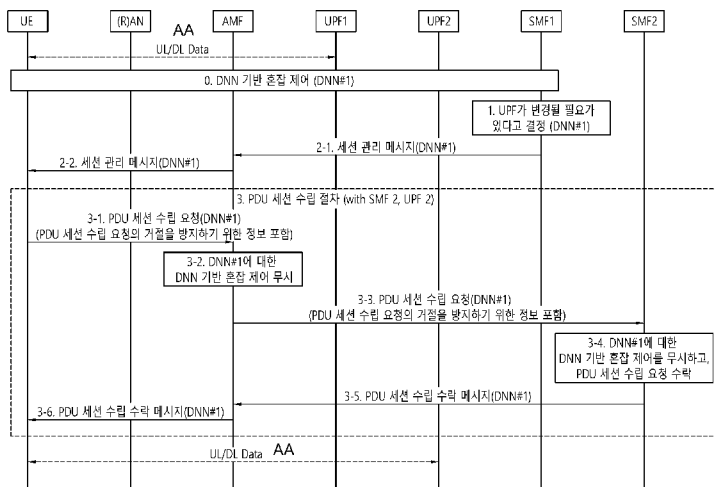 UE (R)AN AMF UPF1 UPF2 SMF1 SMF2
AA
UL/DL Data
0. DNN 기반 혼잡 제어 (DNN#1)
1. UPF가 변경될 필요가
있다고 결정 (DNN#1)
2-1. 세션 관리 메시지(DNN#1)
2-2. 세션 관리 메시지(DNN#1)
3. PDU 세션 수립 절차 (with SMF 2, UPF 2)
3-1. PDU 세션 수립 요청(DNN#1)
(PDU 세션 수립 요청의 거절을 방지하기 위한 정보 포함)
3-2. DNN#1에 대한
DNN 기반 혼잡 제어 무시
3-3. PDU 세션 수립 요청(DNN#1)
(PDU 세션 수립 요청의 거절을 방지하기 위한 정보 포함)
3-4. DNN#1에 대한
DNN 기반 혼잡 제어를 무시하고,
PDU 세션 수립 요청 수락
3-5. PDU 세션 수립 수락 메시지(DNN#1)
3-6. PDU 세션 수립 수락 메시지(DNN#1)
UL/DL Data AA